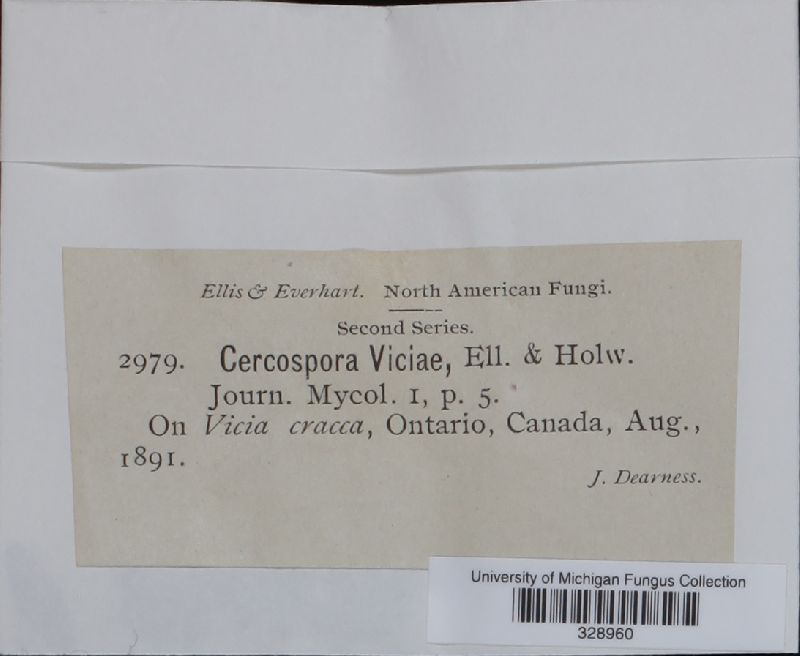 Ellis & Everhart. North American Fungi.
Second Series.
2979. Cercospora Viciae, Ell. & Holw.
Journ. Mycol. 1, p. 5.
On Vicia cracca, Ontario, Canada, Aug.,
1891.
J. Dearness.
University of Michigan Fungus Collection
328960